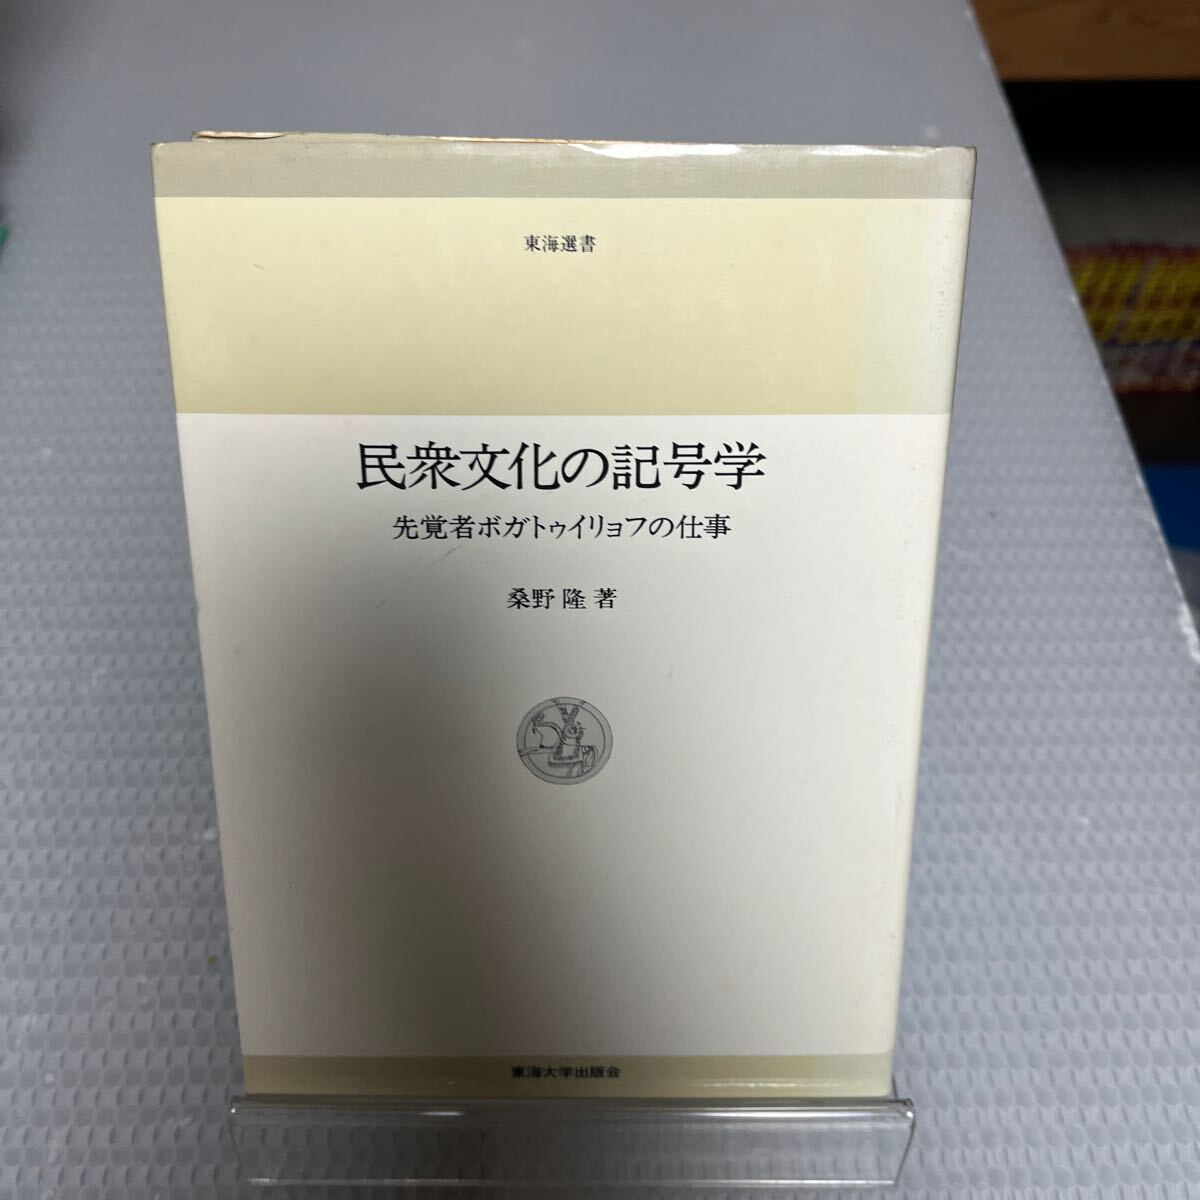 東海選書
民衆文化の記号学
先覚者ボガトゥイリョフの仕事
桑野 隆 著
東海大学出版会